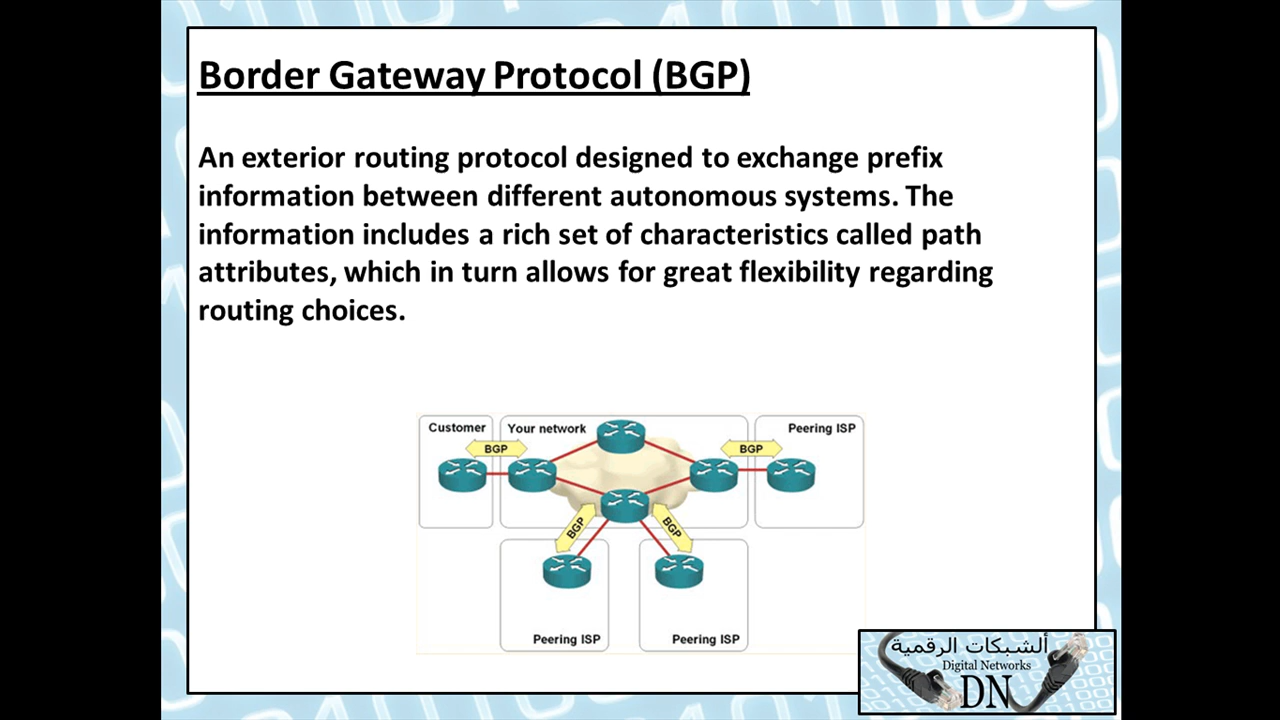 Border Gateway Protocol (BGP)
An exterior routing protocol designed to exchange prefix
information between different autonomous systems. The
information includes a rich set of characteristics called path
attributes, which in turn allows for great flexibility regarding
routing choices.
Customer
Your network
Peering ISP
BGP
BGP
BGP
BGP
Peering ISP
Peering ISP
ألشبكات الرقمية
Digital Networks
DN